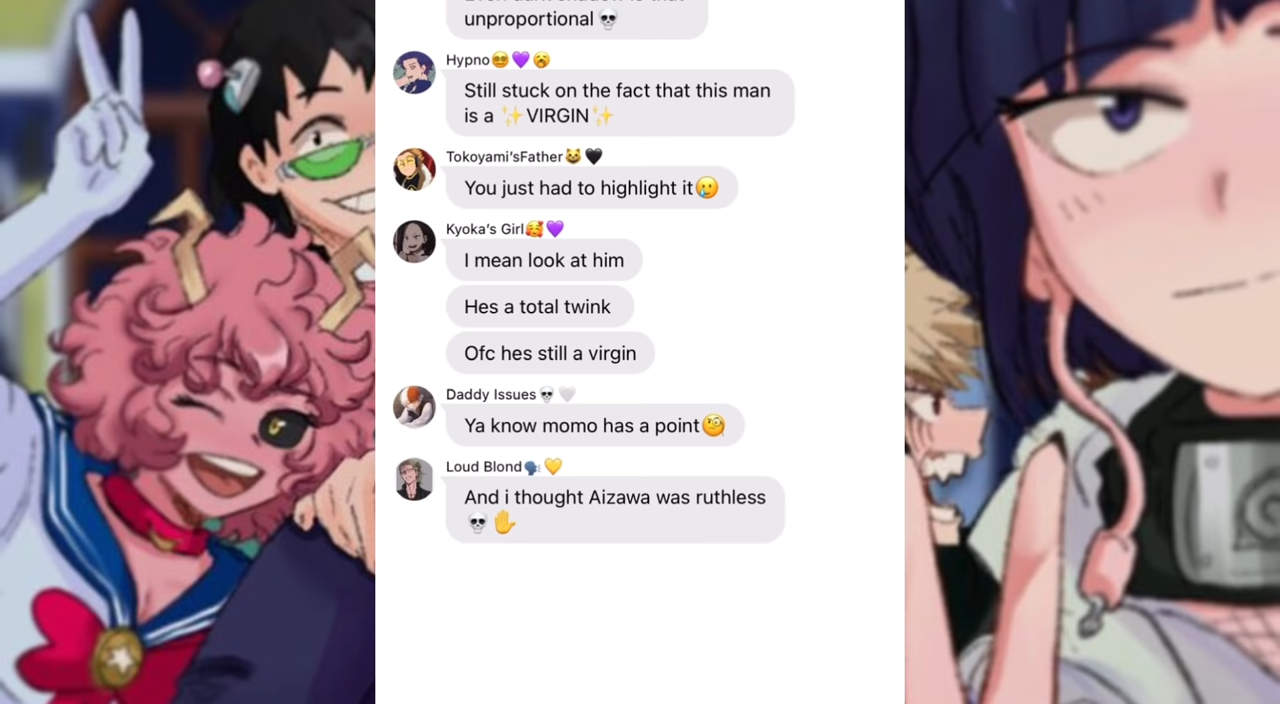 unproportional 💀
Hypno😵‍💫💜🥱
Still stuck on the fact that this man
is a ✨VIRGIN✨
Tokoyami’sFather😼🖤
You just had to highlight it🥲
Kyoka’s Girl🥰💜
I mean look at him
Hes a total twink
Ofc hes still a virgin
Daddy Issues💀🤍
Ya know momo has a point🧐
Loud Blond🗣️💛
And i thought Aizawa was ruthless
💀✋